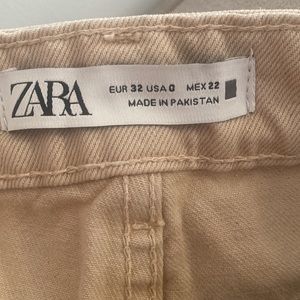 ZARA
EUR 32 USA 0 MEX 22
MADE IN PAKISTAN